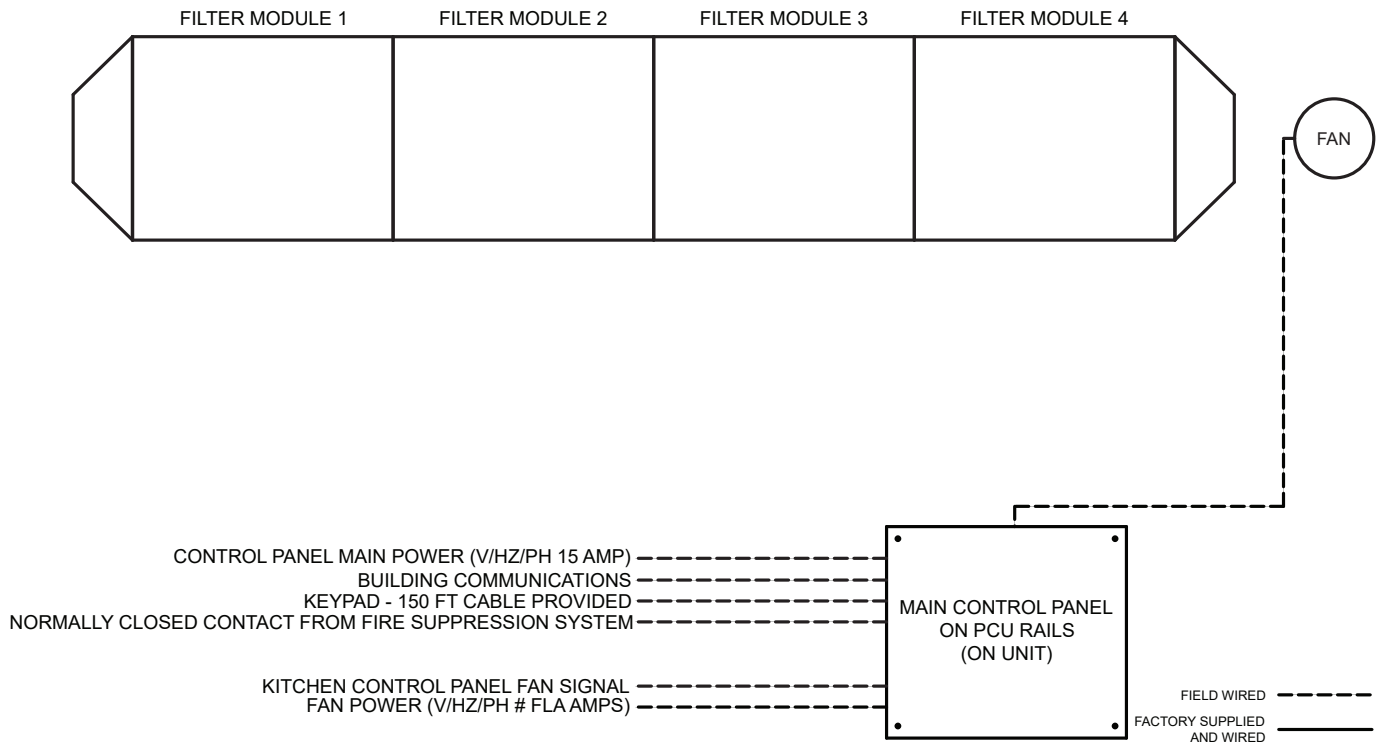 FILTER MODULE 1
FILTER MODULE 2
FILTER MODULE 3
FILTER MODULE 4
FAN
CONTROL PANEL MAIN POWER (V/HZ/PH 15 AMP)
BUILDING COMMUNICATIONS
KEYPAD - 150 FT CABLE PROVIDED
NORMALLY CLOSED CONTACT FROM FIRE SUPPRESSION SYSTEM
KITCHEN CONTROL PANEL FAN SIGNAL
FAN POWER (V/HZ/PH # FLA AMPS)
MAIN CONTROL PANEL
ON PCU RAILS
(ON UNIT)
FIELD WIRED
FACTORY SUPPLIED
AND WIRED